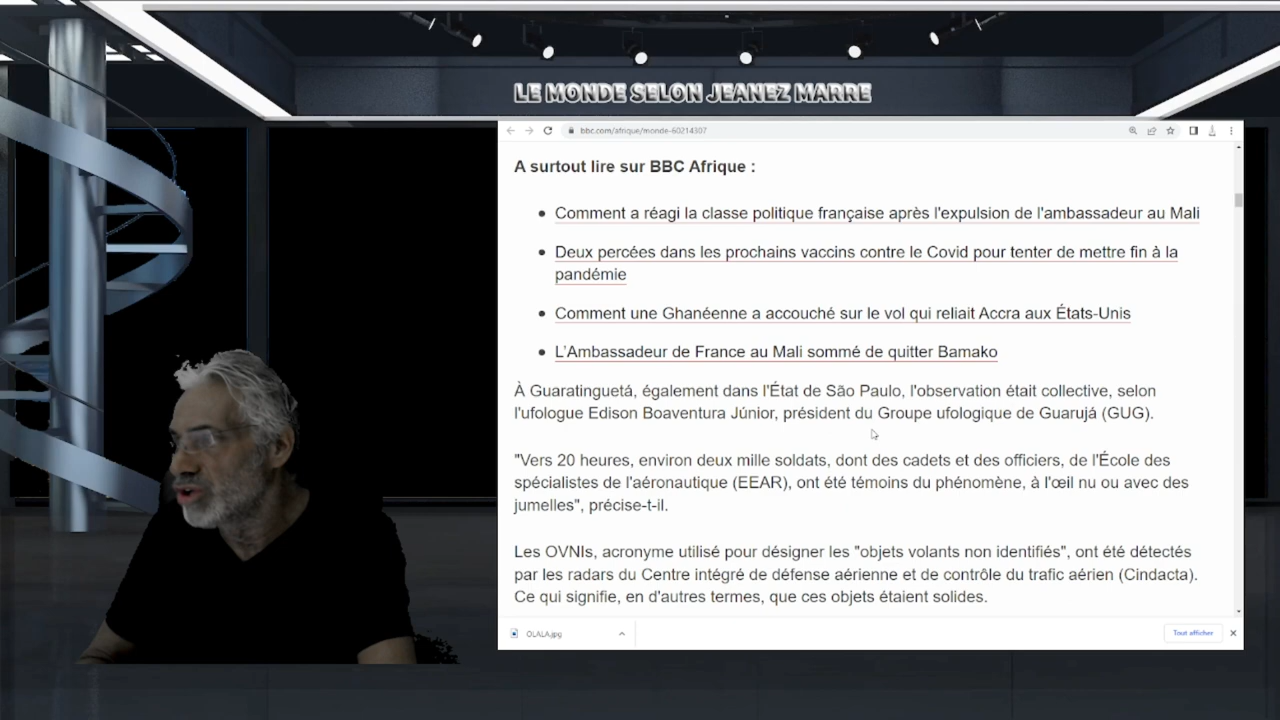 LE MONDE SELON JEANEZ MARRE
bbc.com/afrique/monde-60214307
A surtout lire sur BBC Afrique :
Comment a réagi la classe politique française après l'expulsion de l'ambassadeur au Mali
Deux percées dans les prochains vaccins contre le Covid pour tenter de mettre fin à la
pandémie
Comment une Ghanéenne a accouché sur le vol qui reliait Accra aux États-Unis
L'Ambassadeur de France au Mali sommé de quitter Bamako
À Guaratinguetá, également dans l'État de São Paulo, l'observation était collective, selon
l'ufologue Edison Boaventura Júnior, président du Groupe ufologique de Guarujá (GUG).
"Vers 20 heures, environ deux mille soldats, dont des cadets et des officiers, de l'École des
spécialistes de l'aéronautique (EEAR), ont été témoins du phénomène, à l'œil nu ou avec des
jumelles", précise-t-il.
Les OVNIs, acronyme utilisé pour désigner les "objets volants non identifiés", ont été détectés
par les radars du Centre intégré de défense aérienne et de contrôle du trafic aérien (Cindacta).
Ce qui signifie, en d'autres termes, que ces objets étaient solides.
OLALA.jpg
Tout afficher